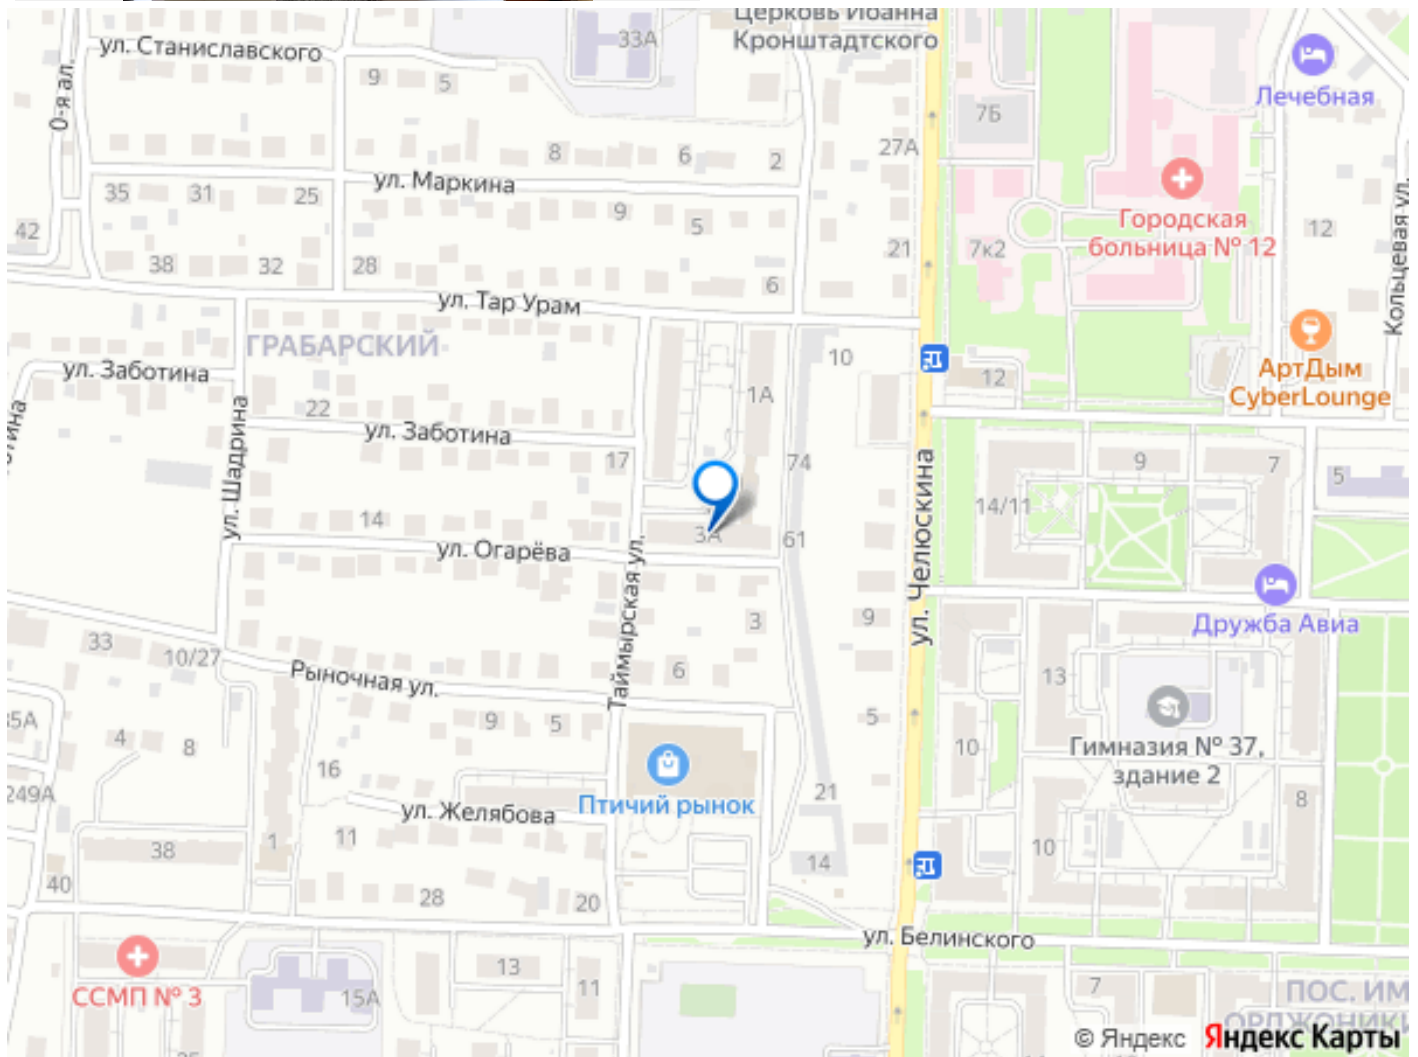 Церковь Иоанна
Кронштадтского
33А
ул. Станиславского
9
5
0-я ал.
7Б
Лечебная
27А
8
6
2
ул. Маркина
35
31
25
9
5
Городская
больница № 12
12
Кольцевая ул.
42
38
32
28
21
7к2
6
ул. Тар Урам
ГРАБАРСКИЙ
10
12
АртДым
CyberLounge
ул. Заботина
1А
22
ул. Заботина
17
74
9
7
5
ул. Шадрина
14/11
14
3А
61
ул. Огарёва
ул. Челюскина
Таймырская ул.
Дружба Авиа
3
9
33
10/27
6
13
Рыночная ул.
5
9
5
4
8
10
Гимназия № 37,
здание 2
16
Птичий рынок
249А
21
8
ул. Желябова
11
1
38
10
14
40
28
20
ул. Белинского
13
11
ССМП № 3
15А
7
ПОС. ИМ
© Яндекс Яндекс Карты